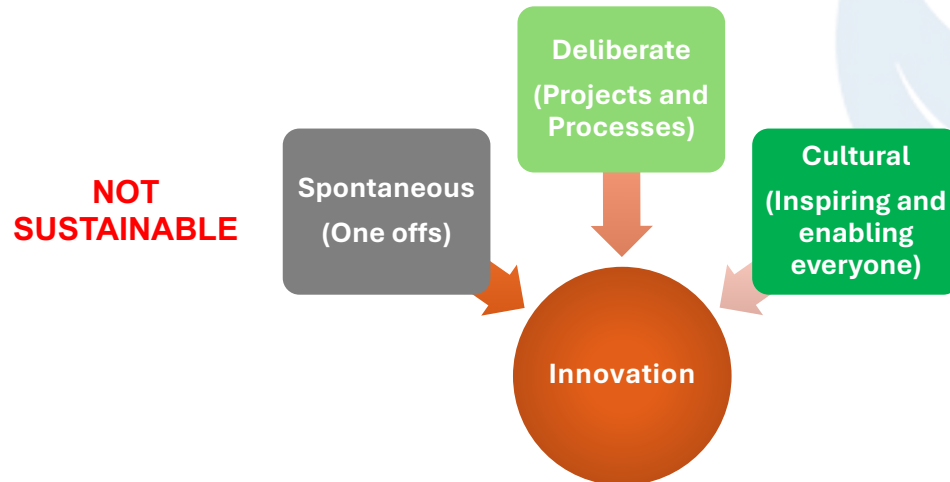 Deliberate
(Projects and
Processes)
NOT
SUSTAINABLE
Spontaneous
(One offs)
Cultural
(Inspiring and
enabling
everyone)
Innovation